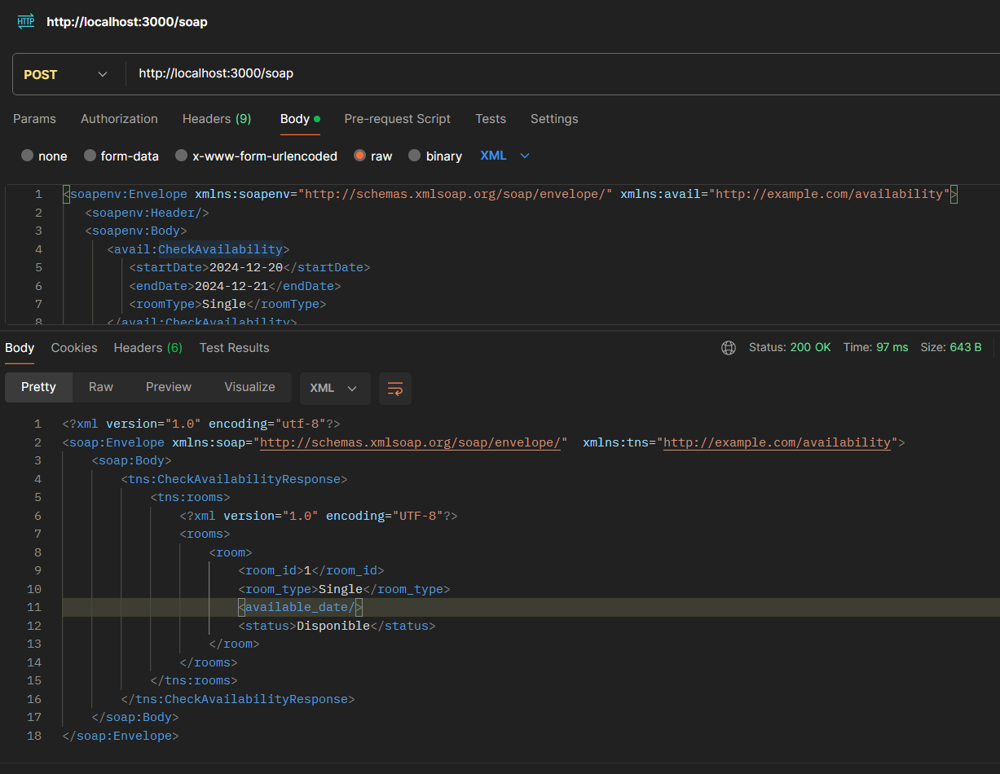 HTTP http://localhost:3000/soap
POST http://localhost:3000/soap
Params Authorization Headers (9) Body Pre-request Script Tests Settings
none form-data x-www-form-urlencoded raw binary XML
1 <soapenv:Envelope xmlns:soapenv="http://schemas.xmlsoap.org/soap/envelope/" xmlns:avail="http://example.com/availability">
2 <soapenv:Header/>
3 <soapenv:Body>
4 <avail:CheckAvailability>
5 <startDate>2024-12-20</startDate>
6 <endDate>2024-12-21</endDate>
7 <roomType>Single</roomType>
8 </avail:CheckAvailability>
Body Cookies Headers (6) Test Results Status: 200 OK Time: 97 ms Size: 643 B
Pretty Raw Preview Visualize XML
1 <?xml version="1.0" encoding="utf-8"?>
2 <soap:Envelope xmlns:soap="http://schemas.xmlsoap.org/soap/envelope/"  xmlns:tns="http://example.com/availability">
3 <soap:Body>
4 <tns:CheckAvailabilityResponse>
5 <tns:rooms>
6 <?xml version="1.0" encoding="UTF-8"?>
7 <rooms>
8 <room>
9 <room_id>1</room_id>
10 <room_type>Single</room_type>
11 <available_date/>
12 <status>Disponible</status>
13 </room>
14 </rooms>
15 </tns:rooms>
16 </tns:CheckAvailabilityResponse>
17 </soap:Body>
18 </soap:Envelope>